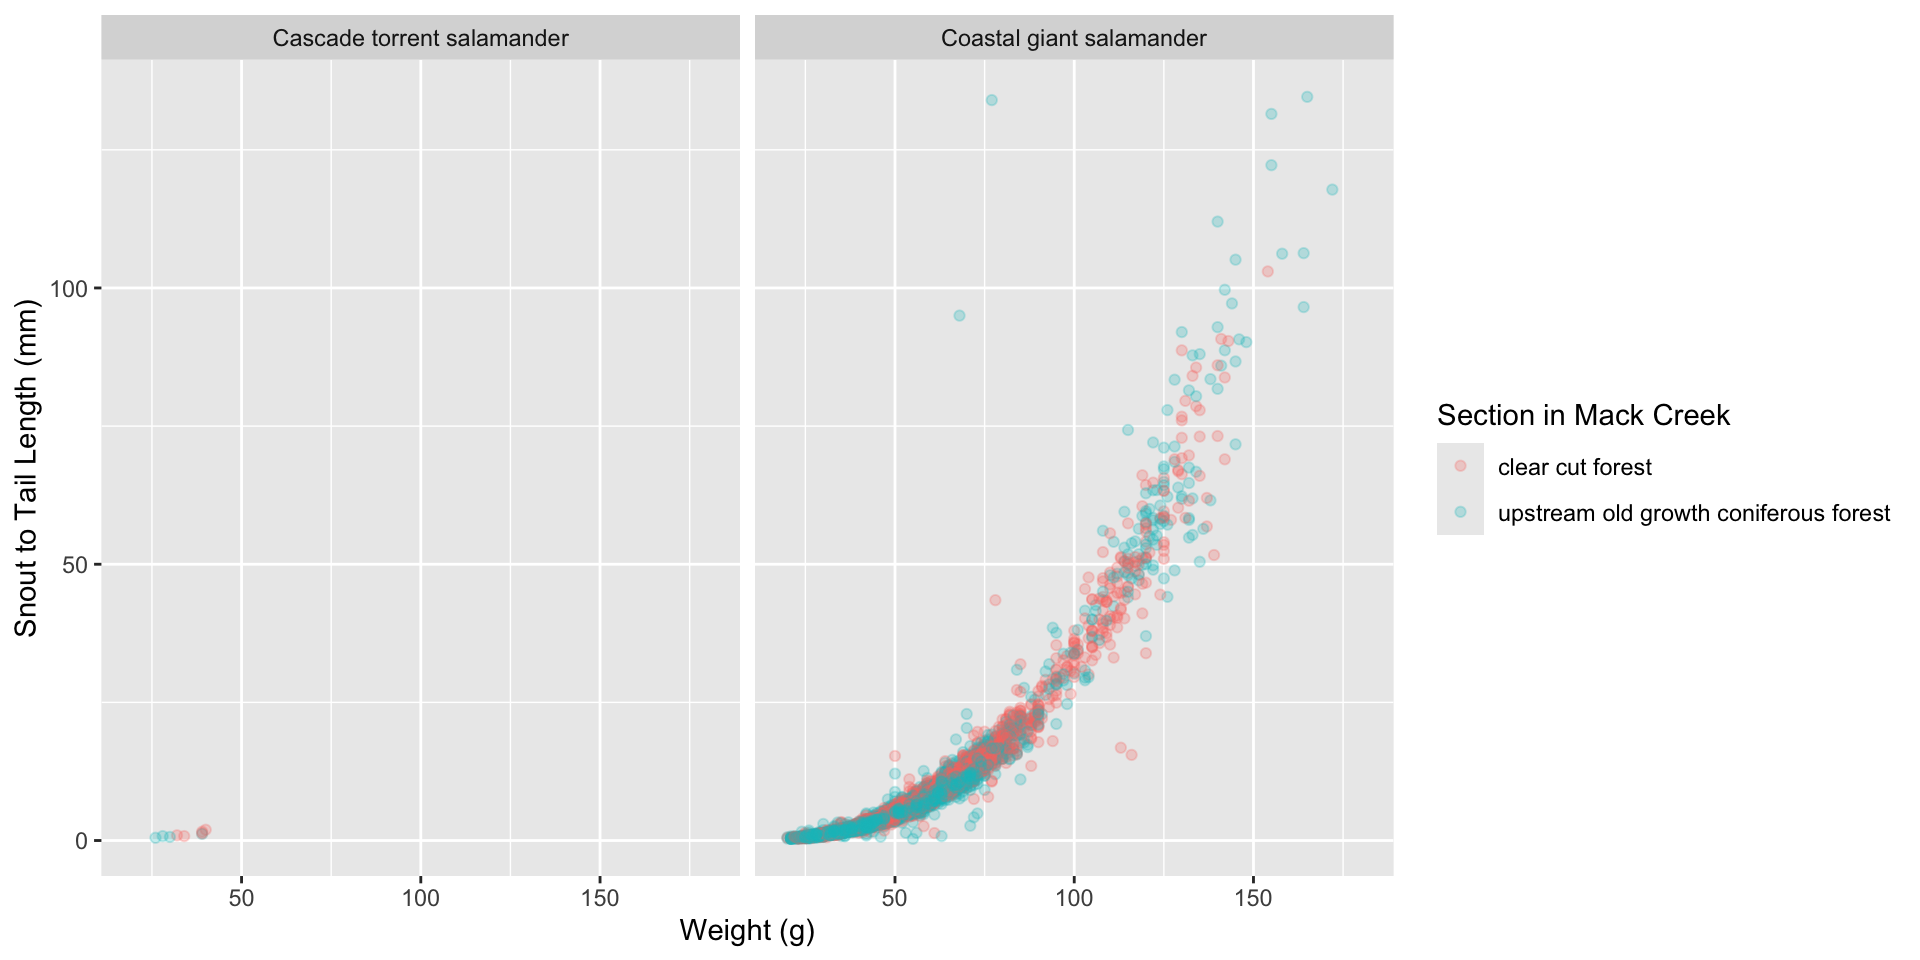 Cascade torrent salamander
Coastal giant salamander
Snout to Tail Length (mm)
100
50
0
50
100
150
50
100
150
Weight (g)
Section in Mack Creek
clear cut forest
upstream old growth coniferous forest